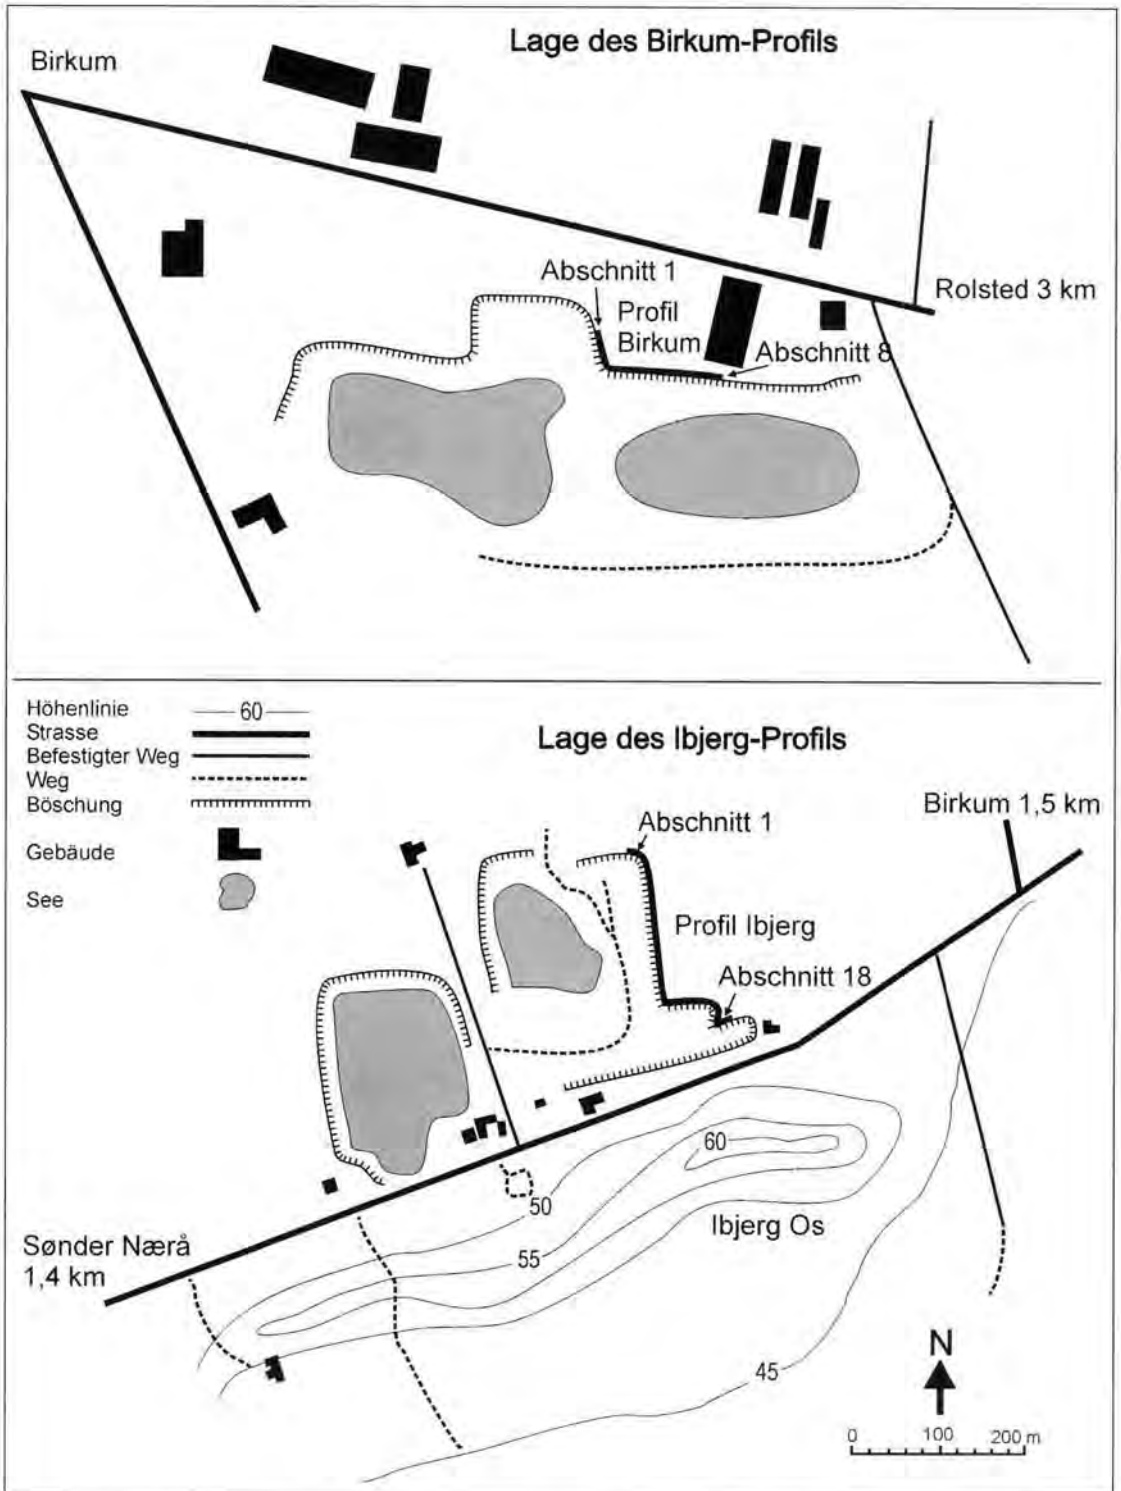 Lage des Birkum-Profils
Birkum
Abschnitt 1
Profil
Birkum
Rolsted 3 km
Abschnitt 8
Höhenlinie
60
Strasse
Befestigter Weg
Weg
Böschung
Gebäude
See
Lage des Ibjerg-Profils
Birkum 1,5 km
Abschnitt 1
Profil Ibjerg
Abschnitt 18
60
50
Ibjerg Os
55
Sønder Nærå
1,4 km
45
N
0 100 200 m